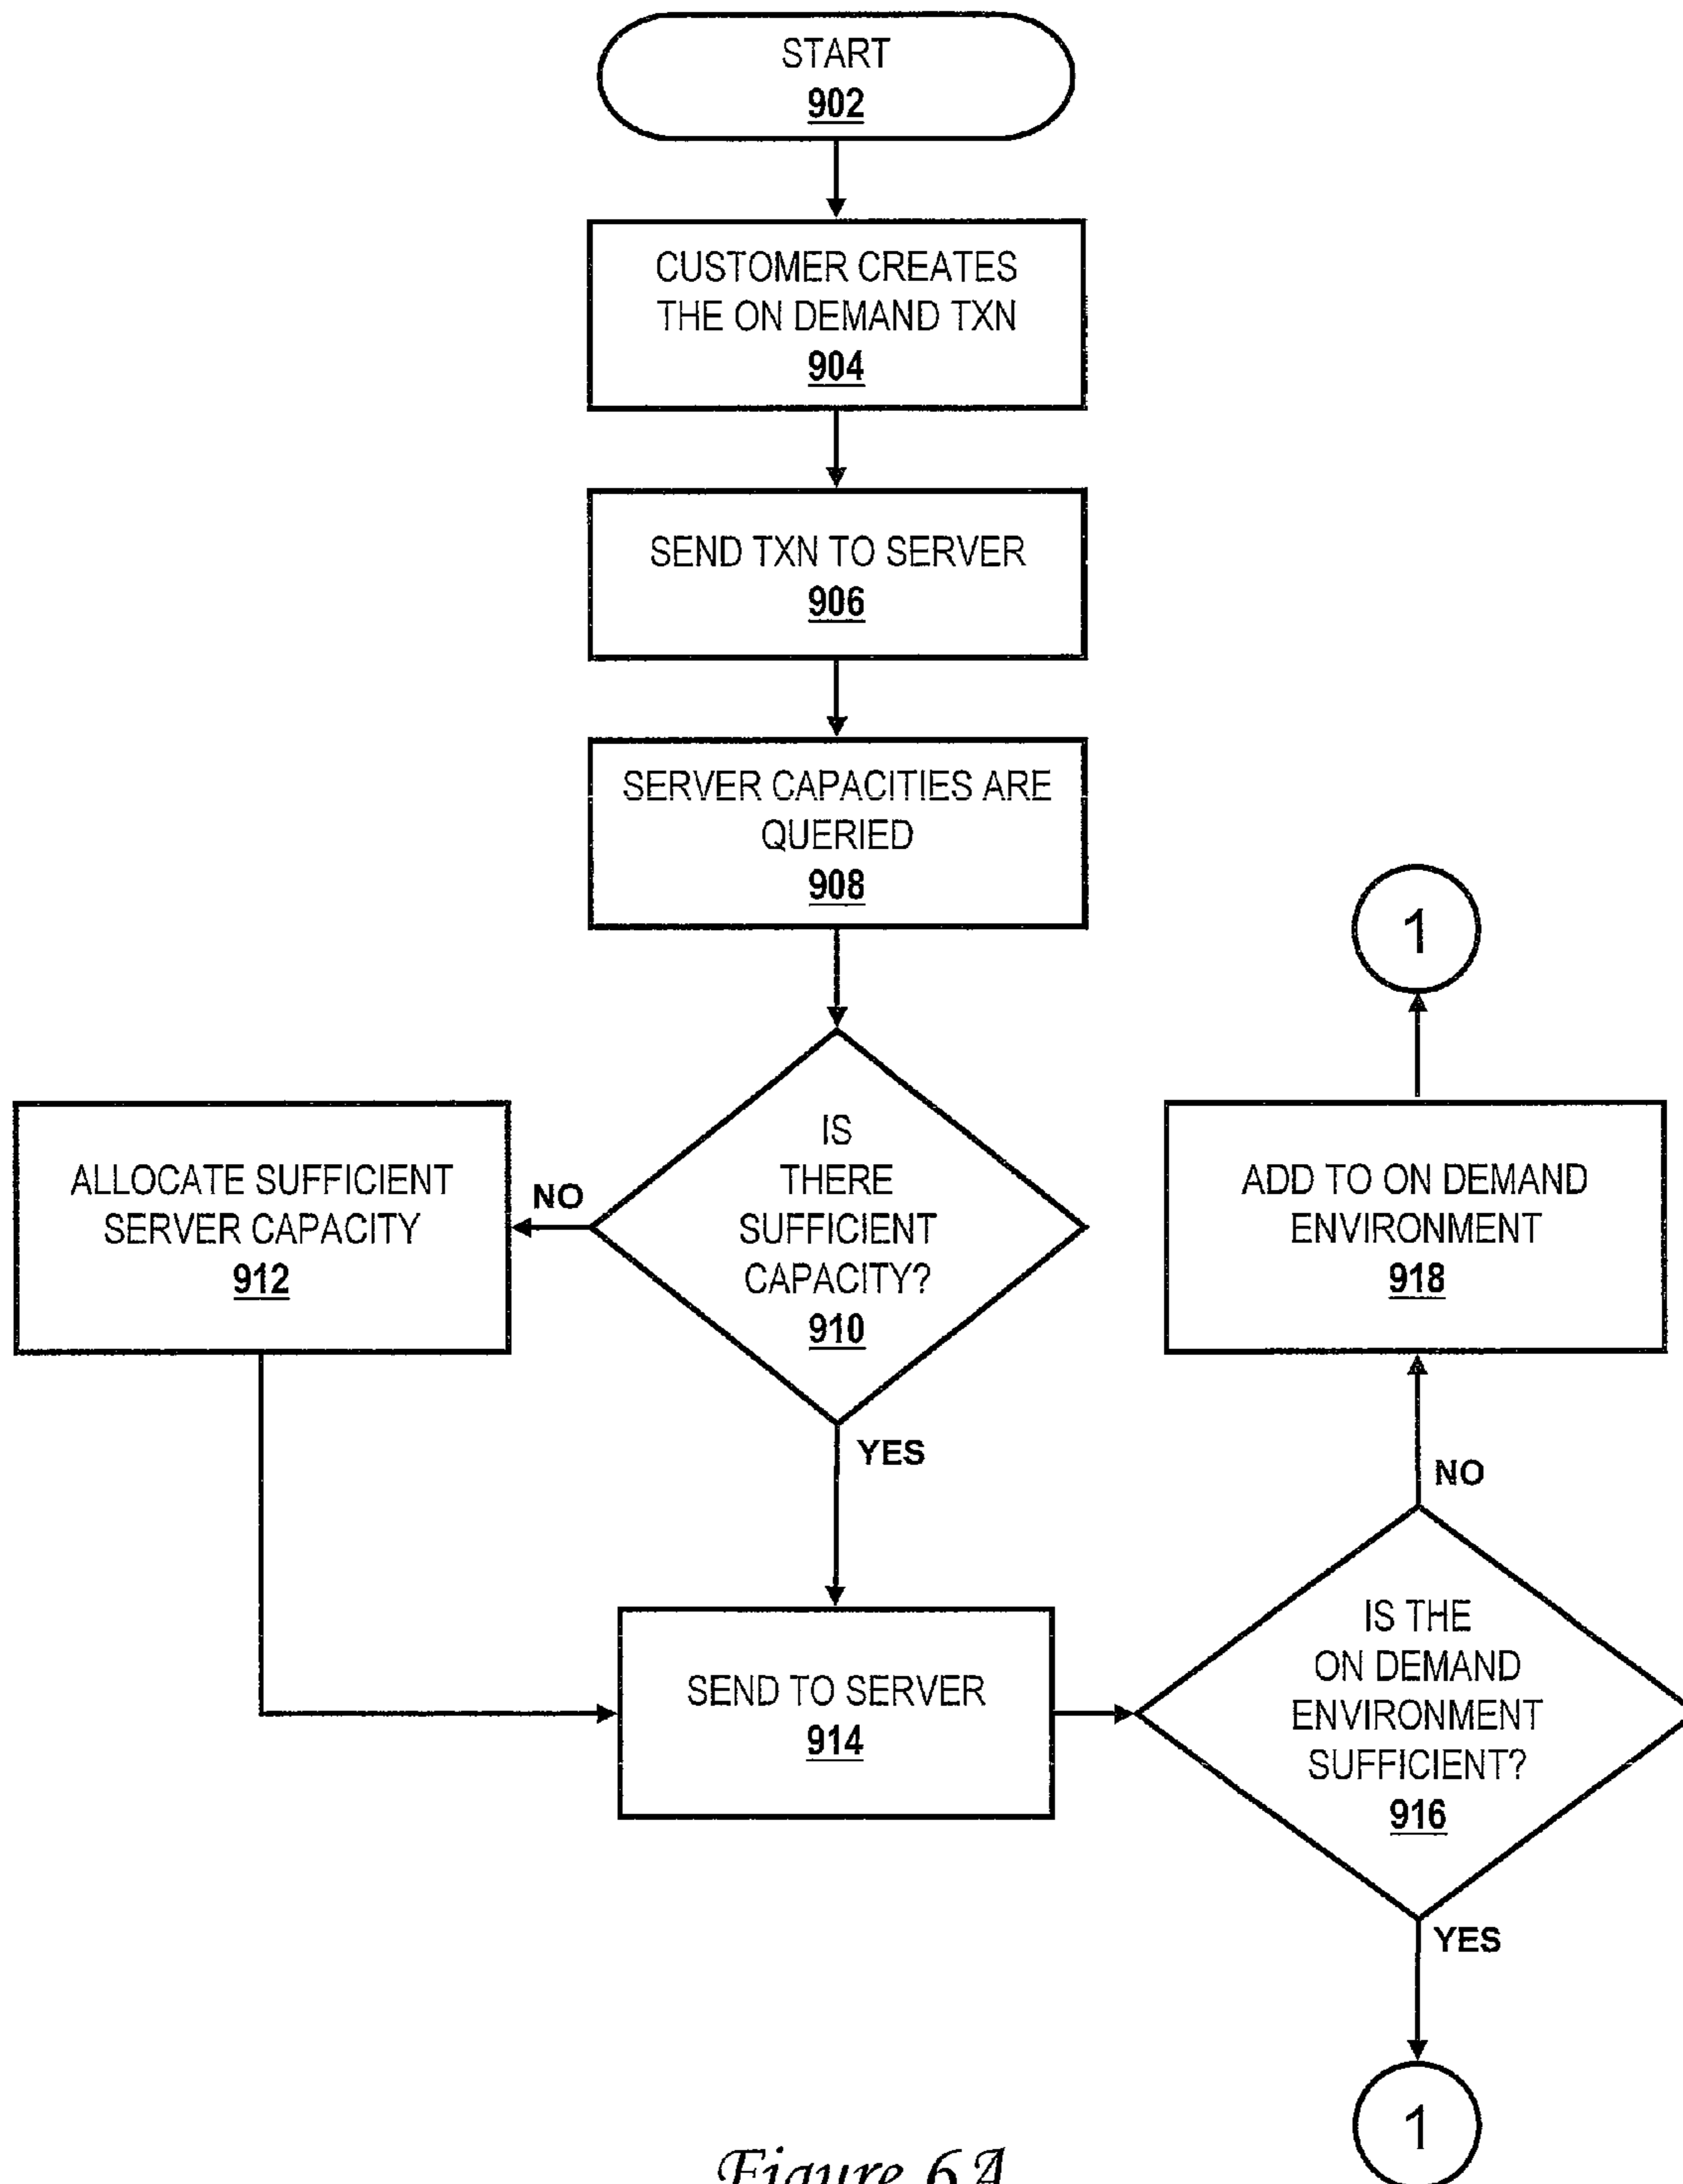 START
902
CUSTOMER CREATES
THE ON DEMAND TXN
904
SEND TXN TO SERVER
906
SERVER CAPACITIES ARE
QUERIED
908
IS
THERE
SUFFICIENT
CAPACITY?
910
NO
ALLOCATE SUFFICIENT
SERVER CAPACITY
912
YES
SEND TO SERVER
914
IS THE
ON DEMAND
ENVIRONMENT
SUFFICIENT?
916
NO
ADD TO ON DEMAND
ENVIRONMENT
918
1
YES
1
Figure 6A